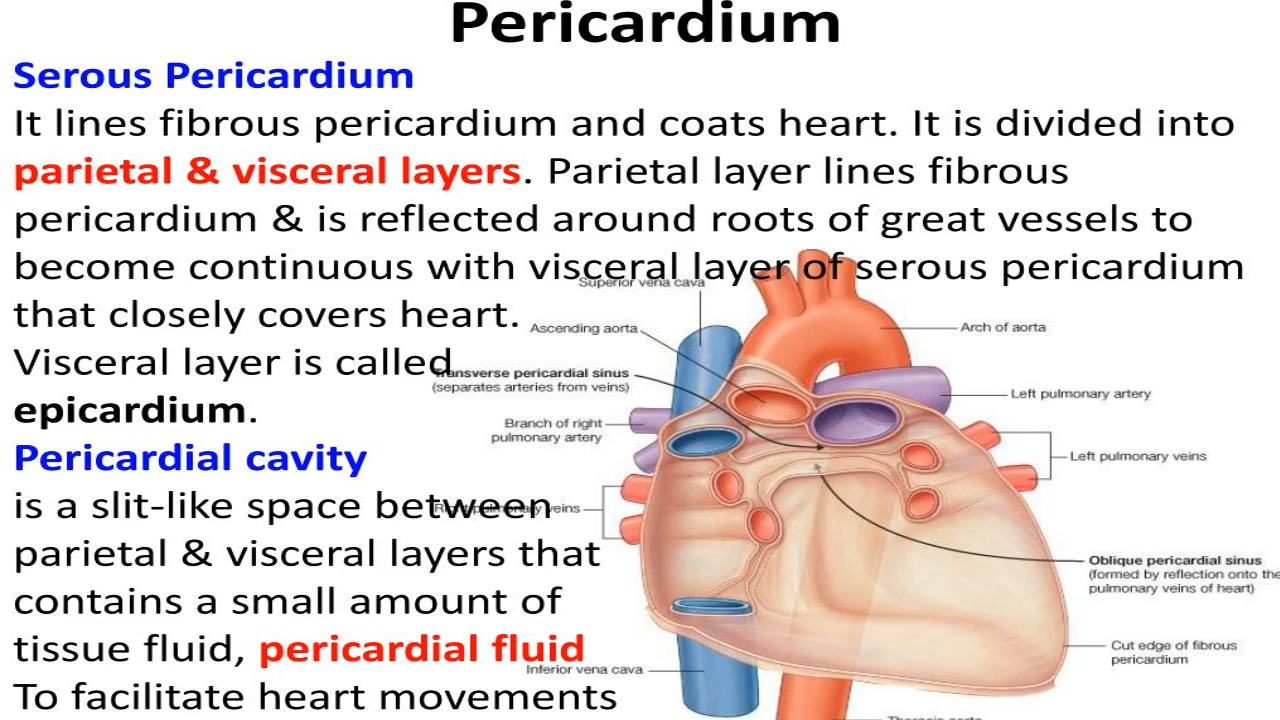 Pericardium
Serous Pericardium
It lines fibrous pericardium and coats heart. It is divided into
parietal & visceral layers. Parietal layer lines fibrous
pericardium & is reflected around roots of great vessels to
become continuous with visceral layer of serous pericardium
that closely covers heart.
Visceral layer is called
epicardium.
Pericardial cavity
is a slit-like space between
parietal & visceral layers that
contains a small amount of
tissue fluid, pericardial fluid
To facilitate heart movements
Superior vena cava
Ascending aorta
Transverse pericardial sinus
(separates arteries from veins)
Branch of right
pulmonary artery
Right pulmonary veins
Inferior vena cava
Arch of aorta
Left pulmonary artery
Left pulmonary veins
Oblique pericardial sinus
(formed by reflection onto the
pulmonary veins of heart)
Cut edge of fibrous
pericardium
Thoracic aorta